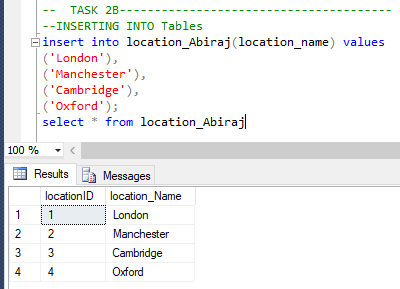 --  TASK 2B-----------------------------------
--INSERTING INTO Tables
insert into location_Abiraj(location_name) values
('London'),
('Manchester'),
('Cambridge'),
('Oxford');
select * from location_Abiraj
100 %
Results Messages
locationID location_Name
1 1 London
2 2 Manchester
3 3 Cambridge
4 4 Oxford